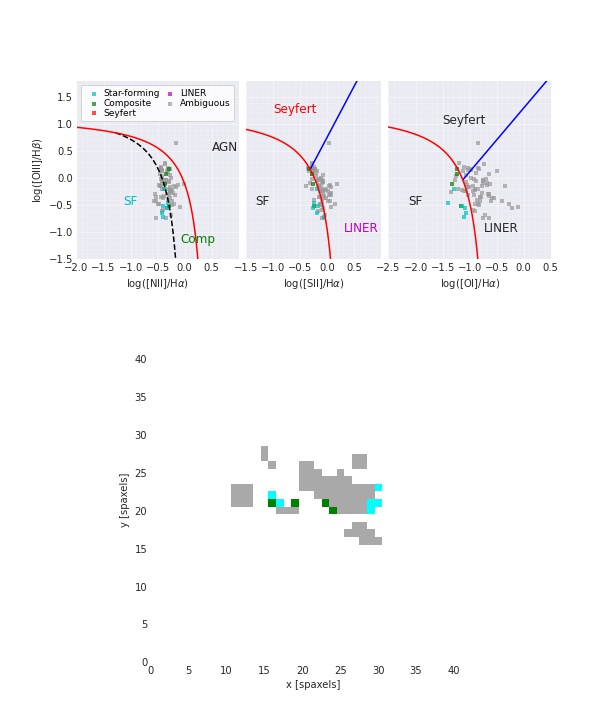 Star-forming
Composite
Seyfert
LINER
Ambiguous
AGN
SF
Comp
Seyfert
SF
LINER
Seyfert
SF
LINER
log([OIII]/Hβ)
1.5
1.0
0.5
0.0
−0.5
−1.0
−1.5
−2.0 −1.5 −1.0 −0.5 0.0 0.5
−1.5 −1.0 −0.5 0.0 0.5
−2.5 −2.0 −1.5 −1.0 −0.5 0.0 0.5
log([NII]/Hα)
log([SII]/Hα)
log([OI]/Hα)
40
35
30
25
20
15
10
5
0
y [spaxels]
0 5 10 15 20 25 30 35 40
x [spaxels]